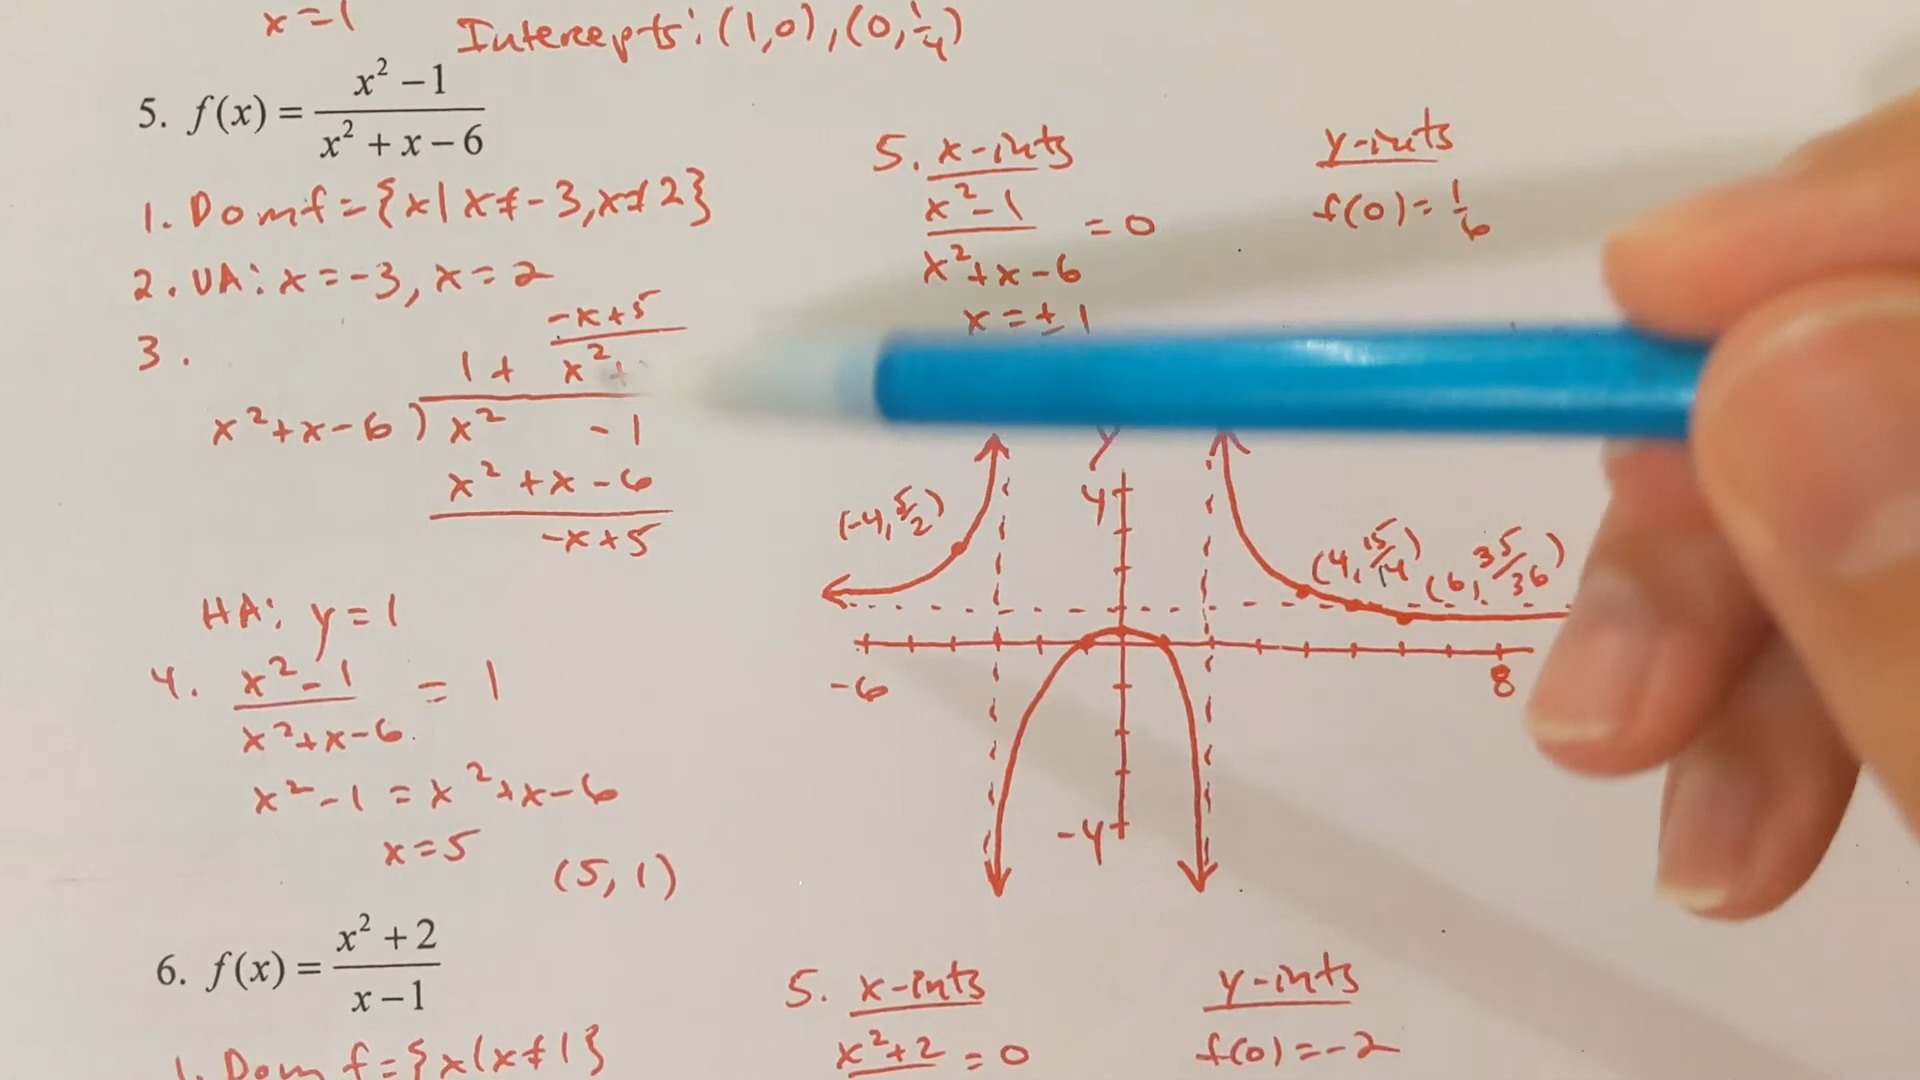 x=1
Intercepts: (1,0), (0,1/4)
5. f(x) = (x² − 1)/(x² + x − 6)
1. Dom f = {x | x≠-3, x≠2}
2. VA: x=-3, x=2
3.
-x+5
1 + x² +
x²+x-6 ) x² -1
x² +x -6
-x+5
HA: y=1
4. (x²-1)/(x²+x-6) = 1
x²-1 = x²+x-6
x=5
(5,1)
5. x-ints
(x²-1)/(x²+x-6) = 0
x = ±1
y-ints
f(0) = 1/6
y
4
(-4, 5/2)
(4, 15/14) (6, 35/36)
-6
8
-4
6. f(x) = (x² + 2)/(x − 1)
1. Dom f = {x | x≠1}
5. x-ints
x²+2 = 0
y-ints
f(0) = -2